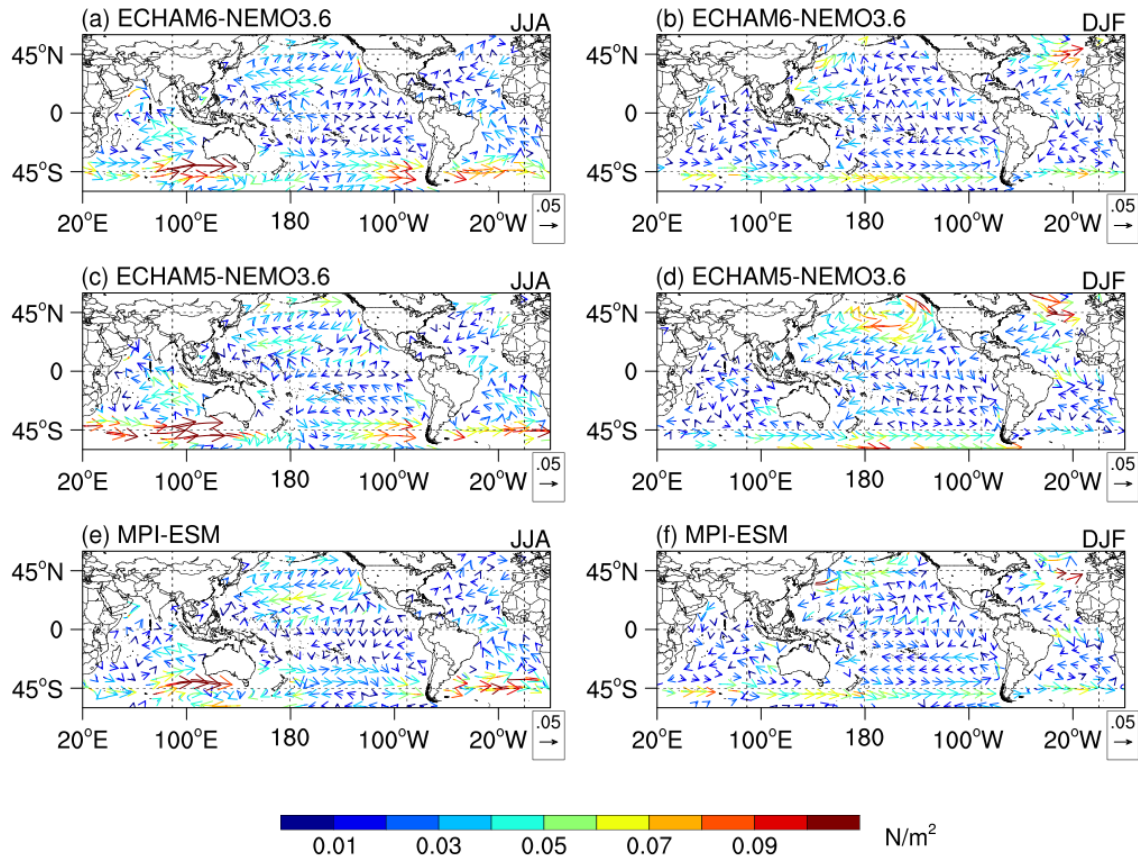 (a) ECHAM6-NEMO3.6 JJA
(b) ECHAM6-NEMO3.6 DJF
45°N
0
45°S
20°E 100°E 180 100°W 20°W
.05
20°E 100°E 180 100°W 20°W
.05
(c) ECHAM5-NEMO3.6 JJA
(d) ECHAM5-NEMO3.6 DJF
45°N
0
45°S
45°N
0
45°S
20°E 100°E 180 100°W 20°W
.05
20°E 100°E 180 100°W 20°W
.05
(e) MPI-ESM JJA
(f) MPI-ESM DJF
45°N
0
45°S
45°N
0
45°S
20°E 100°E 180 100°W 20°W
.05
45°N
0
45°S
20°E 100°E 180 100°W 20°W
.05
0.01 0.03 0.05 0.07 0.09 N/m²